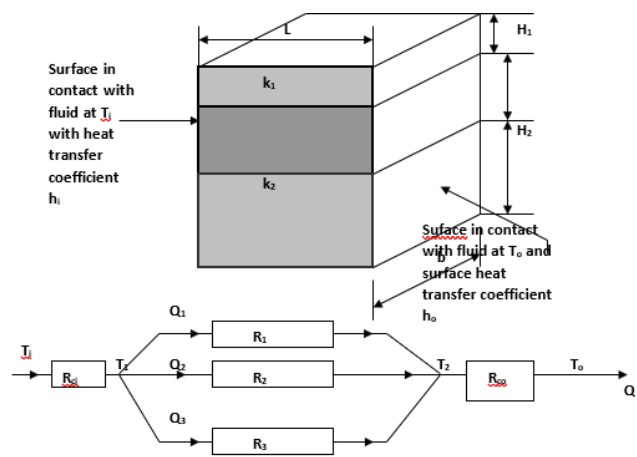 L
H₁
k₁
Surface in
contact with
fluid at Tᵢ
with heat
transfer
coefficient
hᵢ
H₂
k₂
Suface in contact
with fluid at Tₒ and
b
surface heat
transfer coefficient
hₒ
Q₁
R₁
Tᵢ
T₁
Q₂
T₂
Tₒ
R_ci
R₂
R_co
Q
Q₃
R₃